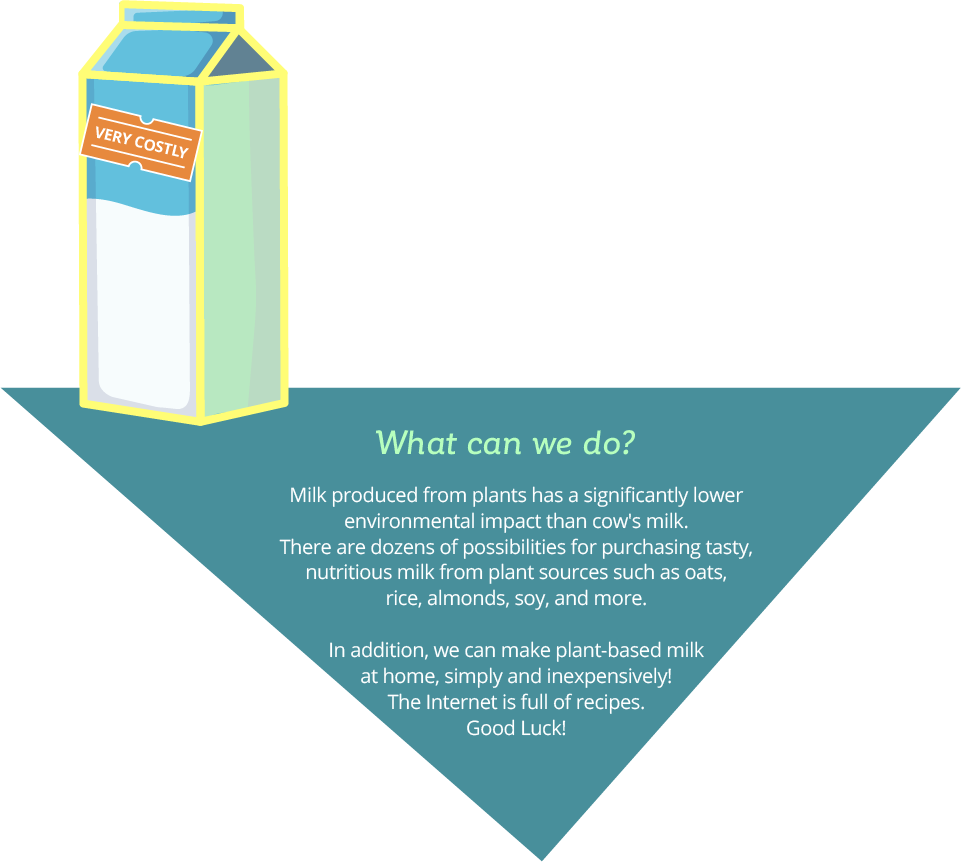 VERY COSTLY
What can we do?
Milk produced from plants has a significantly lower
environmental impact than cow's milk.
There are dozens of possibilities for purchasing tasty,
nutritious milk from plant sources such as oats,
rice, almonds, soy, and more.
In addition, we can make plant-based milk
at home, simply and inexpensively!
The Internet is full of recipes.
Good Luck!